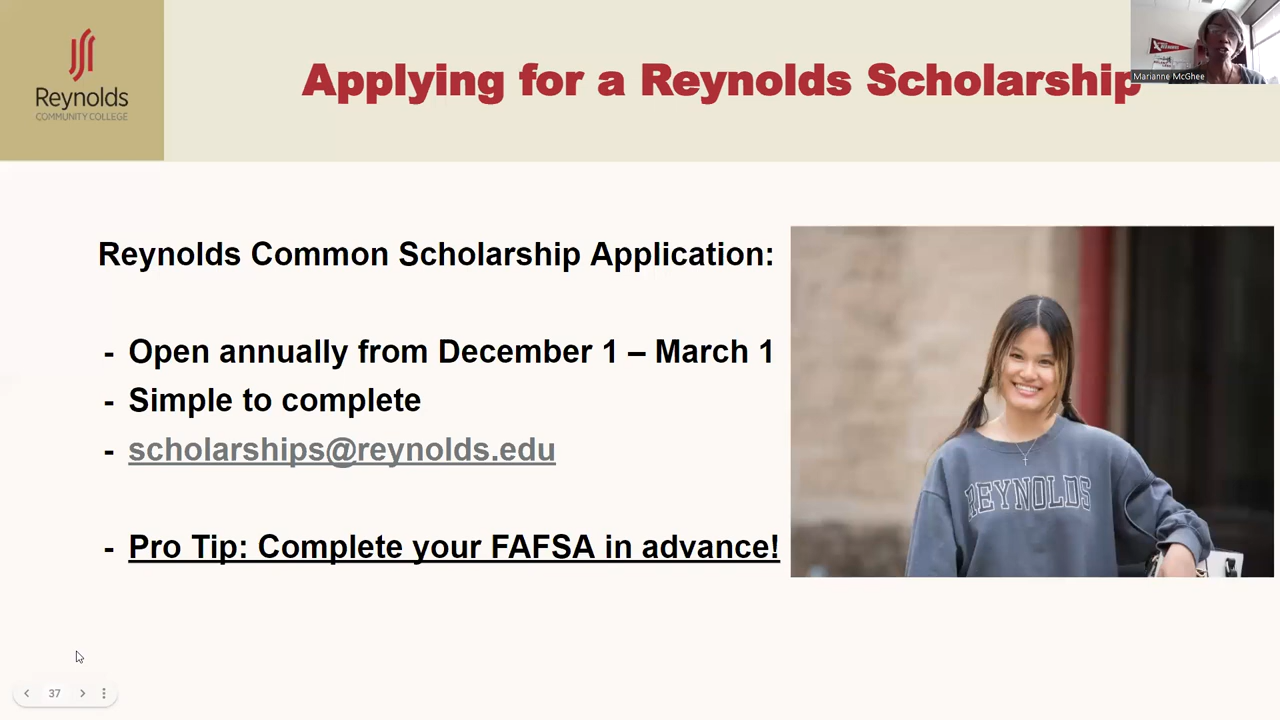 Reynolds
COMMUNITY COLLEGE
Applying for a Reynolds Scholarship
Marianne McGhee
Reynolds Common Scholarship Application:
- Open annually from December 1 – March 1
- Simple to complete
- scholarships@reynolds.edu
- Pro Tip: Complete your FAFSA in advance!
REYNOLDS
37